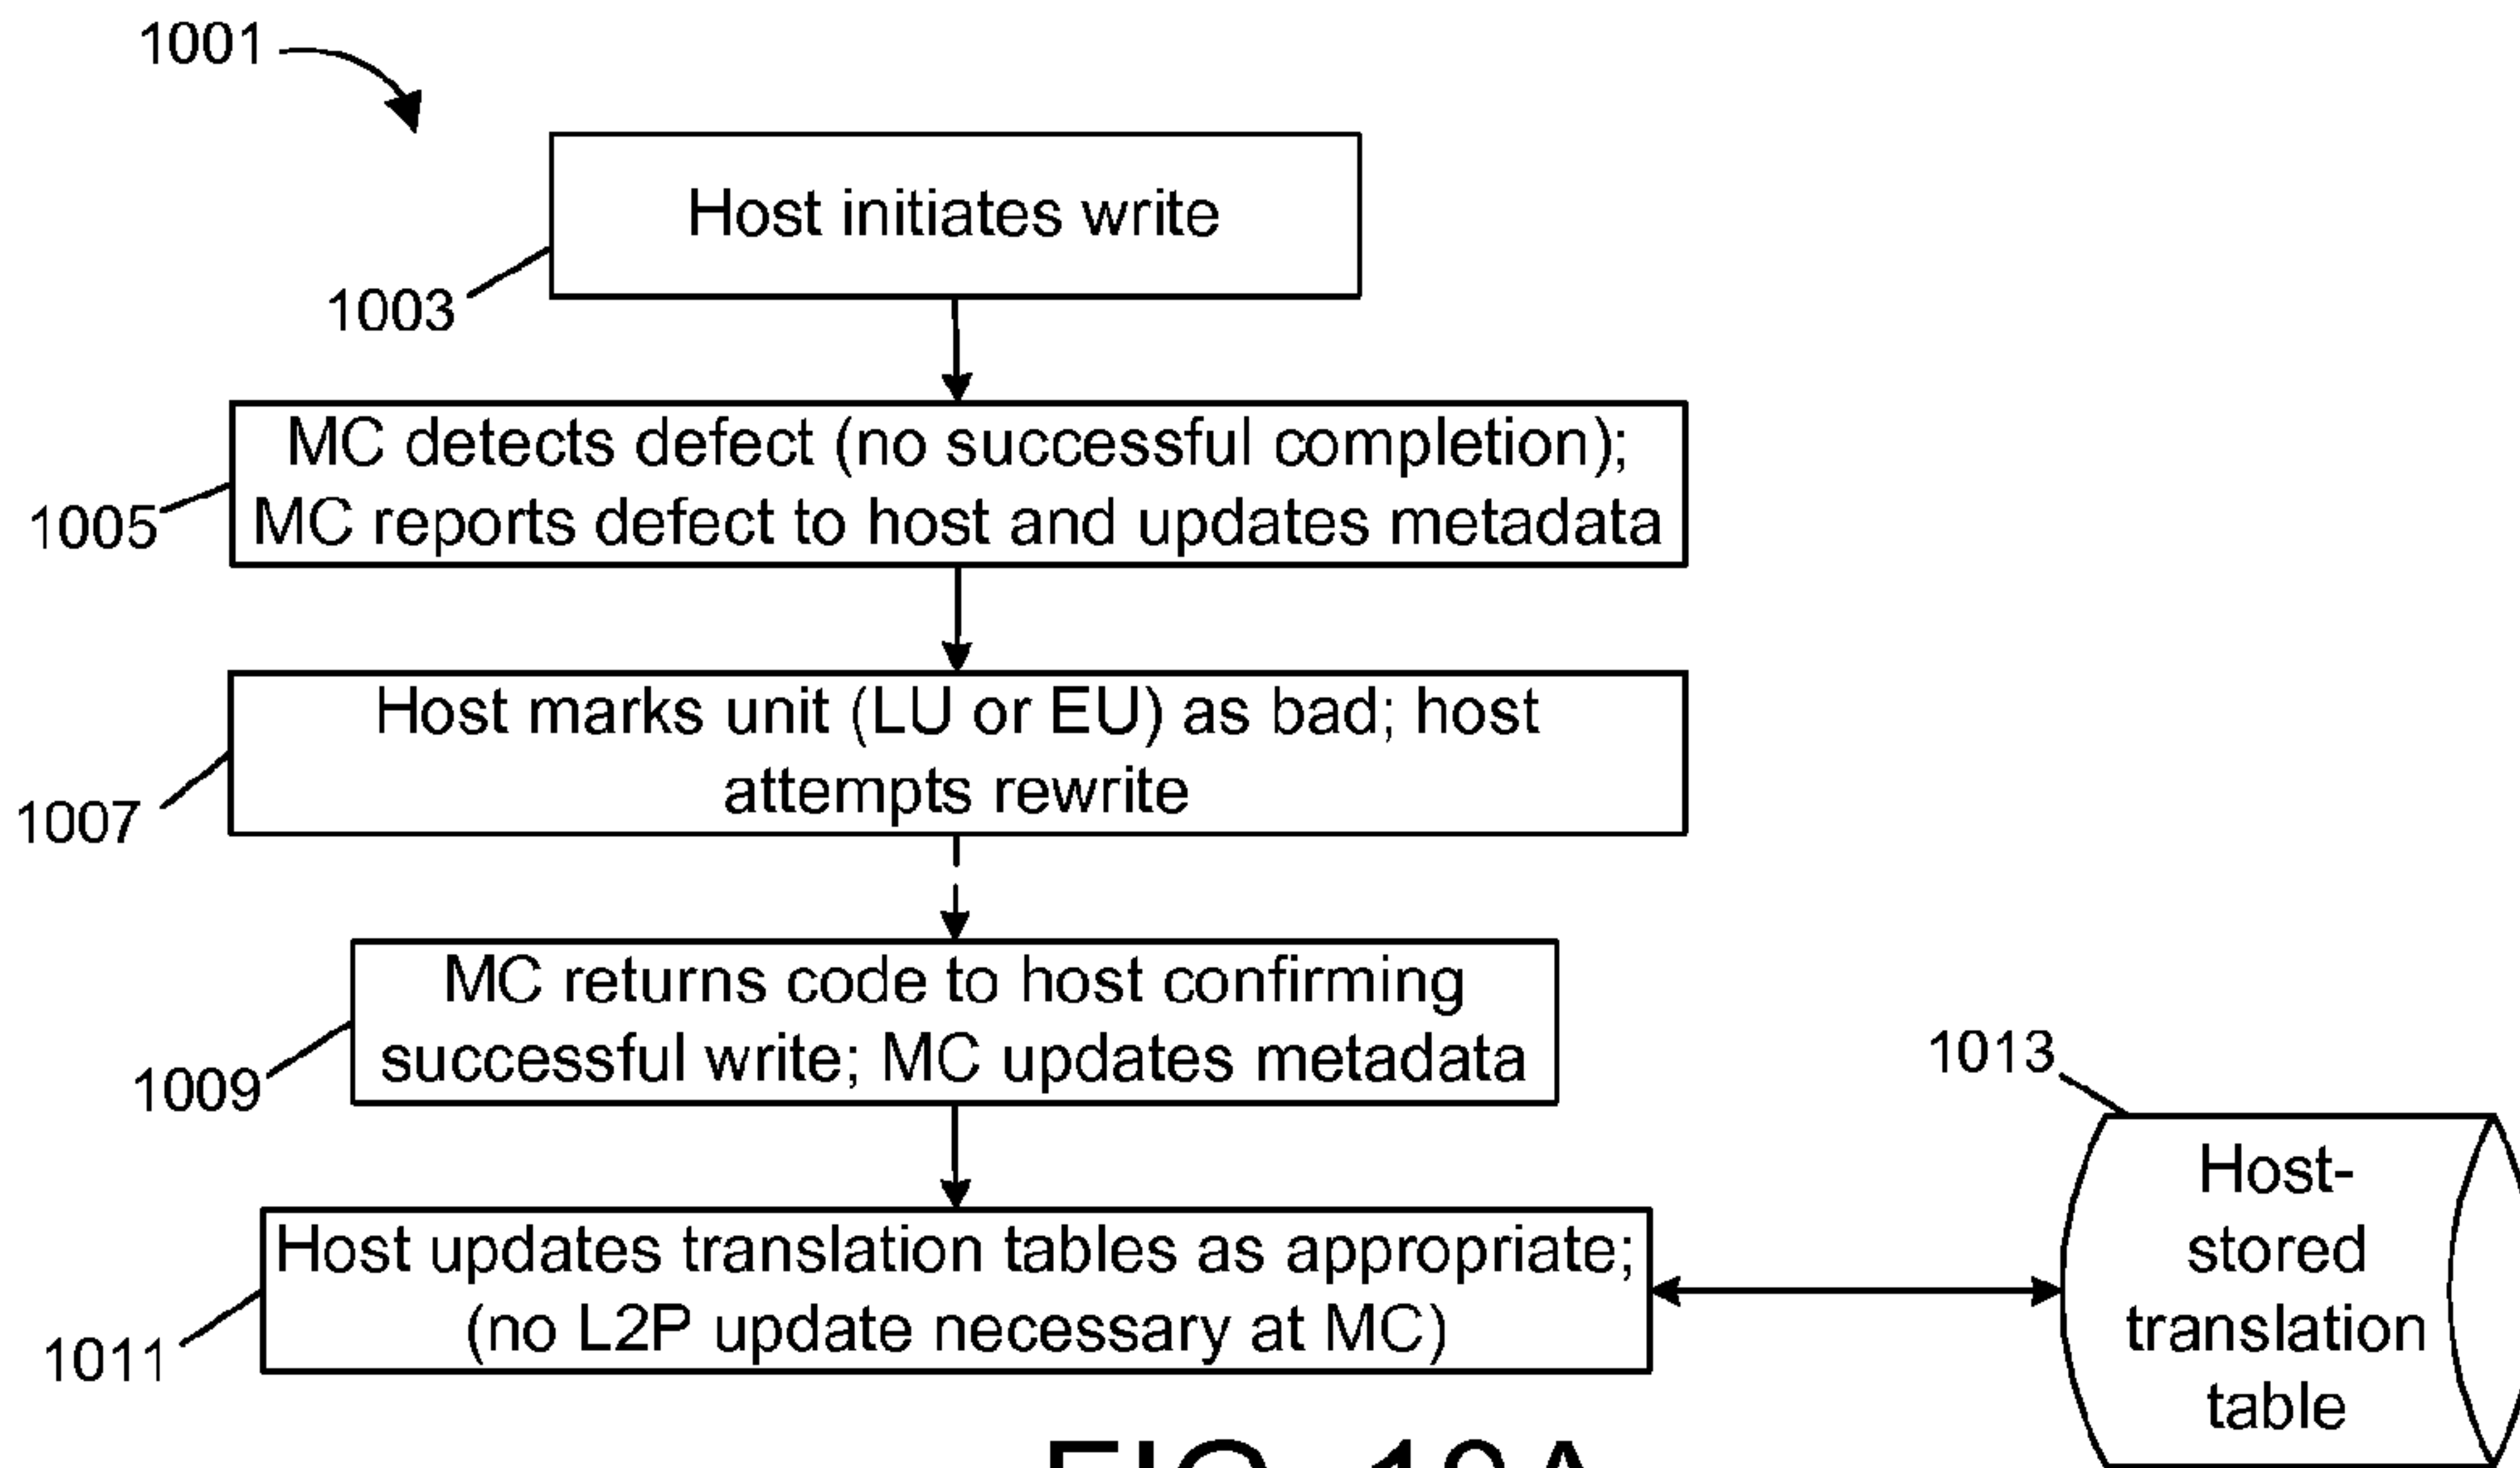 1001
Host initiates write
1003
MC detects defect (no successful completion);
MC reports defect to host and updates metadata
1005
Host marks unit (LU or EU) as bad; host
attempts rewrite
1007
MC returns code to host confirming
successful write; MC updates metadata
1009
1013
Host updates translation tables as appropriate;
(no L2P update necessary at MC)
1011
Host-
stored
translation
table
FIG. 10A